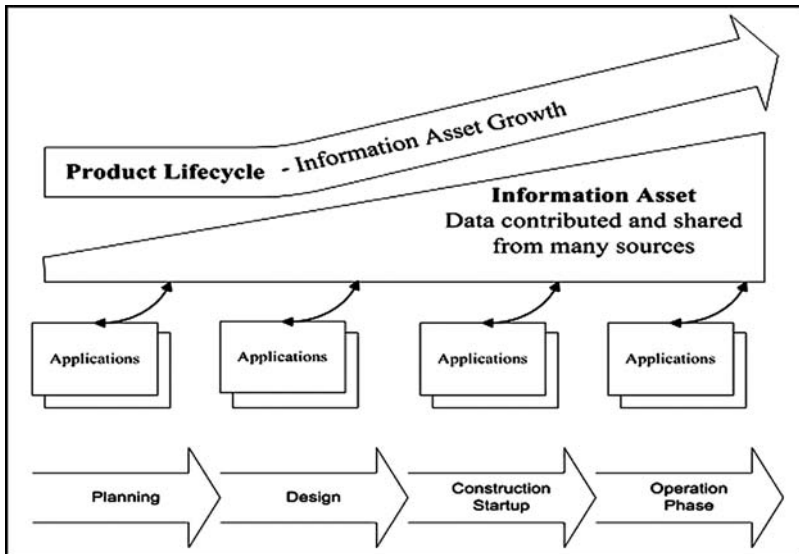 Product Lifecycle - Information Asset Growth
Information Asset
Data contributed and shared
from many sources
Applications
Applications
Applications
Applications
Planning
Design
Construction
Startup
Operation
Phase